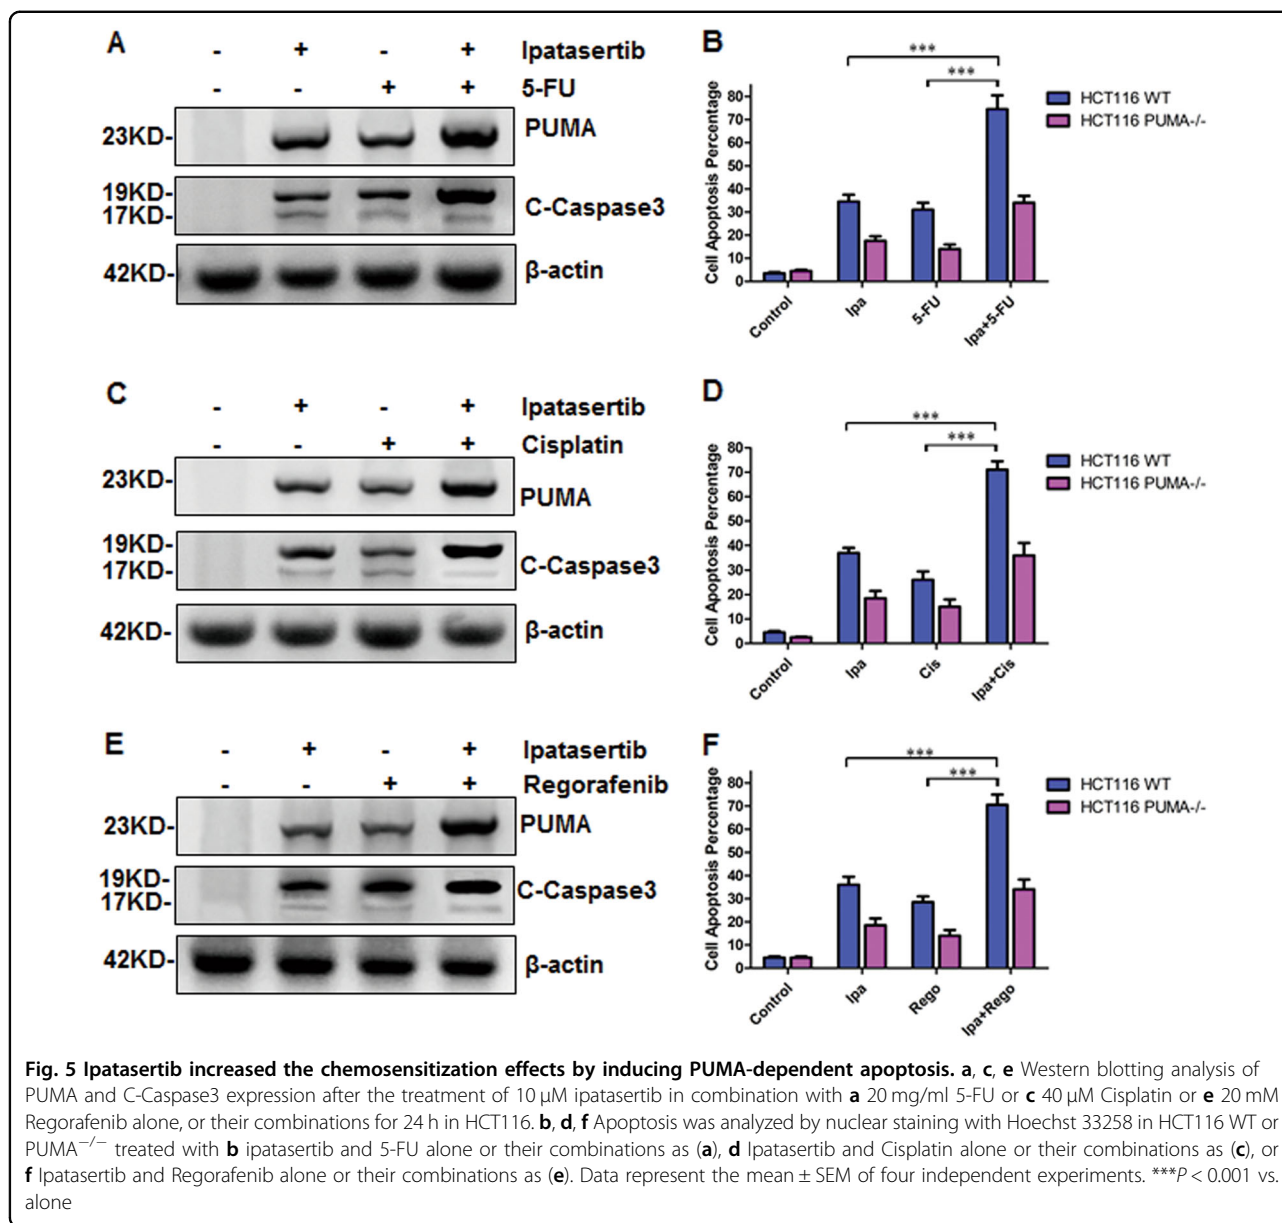 A
- + - + Ipatasertib
- - + + 5-FU
23KD- PUMA
19KD-
17KD- C-Caspase3
42KD- β-actin
B
*** 
***
HCT116 WT
HCT116 PUMA-/-
Cell Apoptosis Percentage
80
70
60
50
40
30
20
10
0
Control Ipa 5-FU Ipa+5-FU
C
- + - + Ipatasertib
- - + + Cisplatin
23KD- PUMA
19KD-
17KD- C-Caspase3
42KD- β-actin
D
***
***
HCT116 WT
HCT116 PUMA-/-
Cell Apoptosis Percentage
80
70
60
50
40
30
20
10
0
Control Ipa Cis Ipa+Cis
E
- + - + Ipatasertib
- - + + Regorafenib
23KD- PUMA
19KD-
17KD- C-Caspase3
42KD- β-actin
F
***
***
HCT116 WT
HCT116 PUMA-/-
Cell Apoptosis Percentage
80
70
60
50
40
30
20
10
0
Control Ipa Rego Ipa+Rego
Fig. 5 Ipatasertib increased the chemosensitization effects by inducing PUMA-dependent apoptosis. a, c, e Western blotting analysis of
PUMA and C-Caspase3 expression after the treatment of 10 μM ipatasertib in combination with a 20 mg/ml 5-FU or c 40 μM Cisplatin or e 20 mM
Regorafenib alone, or their combinations for 24 h in HCT116. b, d, f Apoptosis was analyzed by nuclear staining with Hoechst 33258 in HCT116 WT or
PUMA−/− treated with b ipatasertib and 5-FU alone or their combinations as (a), d Ipatasertib and Cisplatin alone or their combinations as (c), or
f Ipatasertib and Regorafenib alone or their combinations as (e). Data represent the mean ± SEM of four independent experiments. ***P < 0.001 vs.
alone